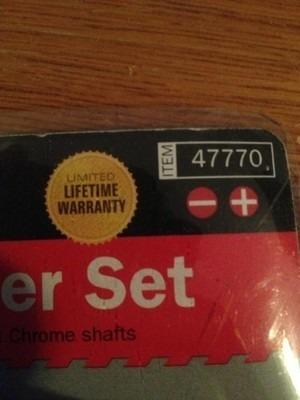 ITEM 47770
LIMITED
LIFETIME
WARRANTY
er Set
Chrome shafts